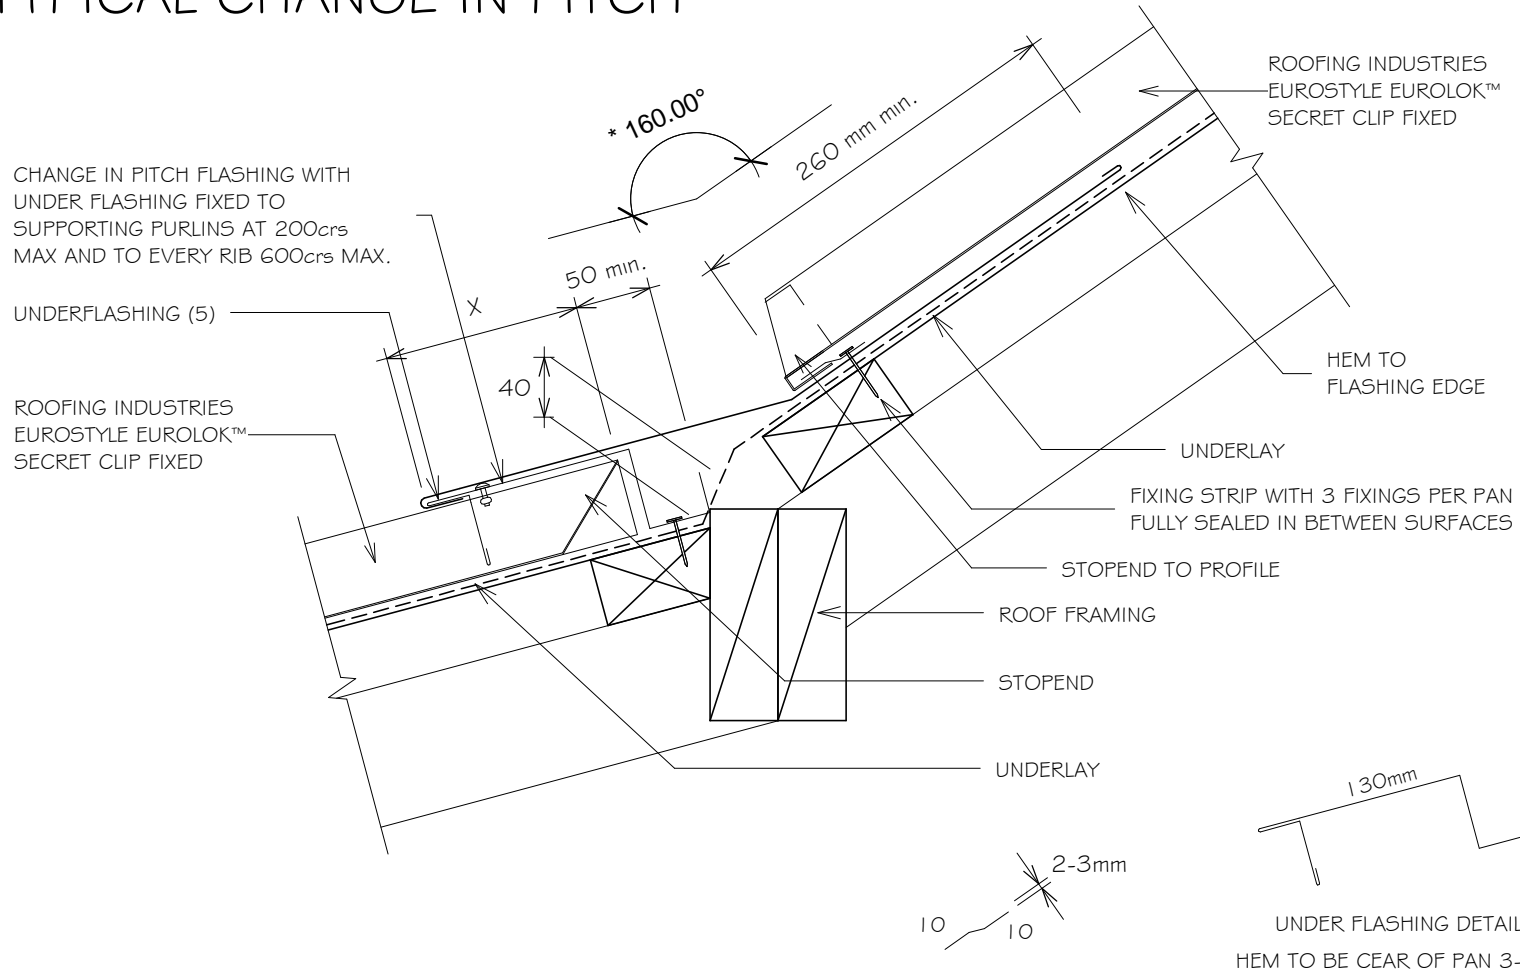 TYPICAL CHANGE IN PITCH
ROOFING INDUSTRIES
EUROSTYLE EUROLOK™
SECRET CLIP FIXED
* 160.00°
260 mm min.
CHANGE IN PITCH FLASHING WITH
UNDER FLASHING FIXED TO
SUPPORTING PURLINS AT 200crs
MAX AND TO EVERY RIB 600crs MAX.
50 min.
X
UNDERFLASHING (5)
40
HEM TO
FLASHING EDGE
ROOFING INDUSTRIES
EUROSTYLE EUROLOK™
SECRET CLIP FIXED
UNDERLAY
FIXING STRIP WITH 3 FIXINGS PER PAN
FULLY SEALED IN BETWEEN SURFACES
STOPEND TO PROFILE
ROOF FRAMING
STOPEND
UNDERLAY
130mm
2-3mm
10
10
UNDER FLASHING DETAIL
HEM TO BE CEAR OF PAN 3-